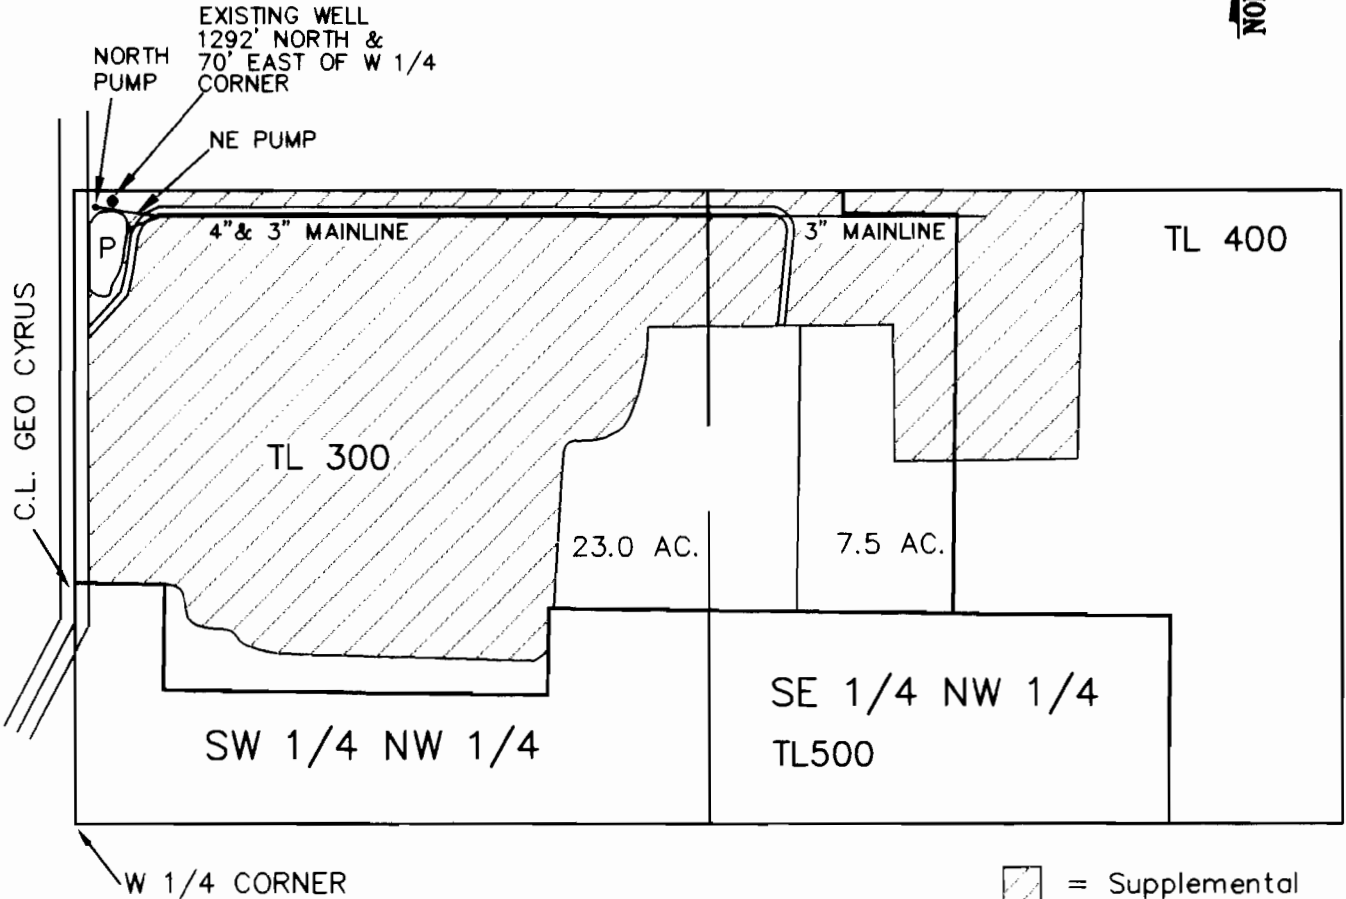 EXISTING WELL
1292' NORTH &
70' EAST OF W 1/4
CORNER
NORTH
PUMP
NE PUMP
P
4"& 3" MAINLINE
3" MAINLINE
TL 400
C.L. GEO CYRUS
TL 300
23.0 AC.
7.5 AC.
SE 1/4 NW 1/4
TL500
SW 1/4 NW 1/4
W 1/4 CORNER
= Supplemental